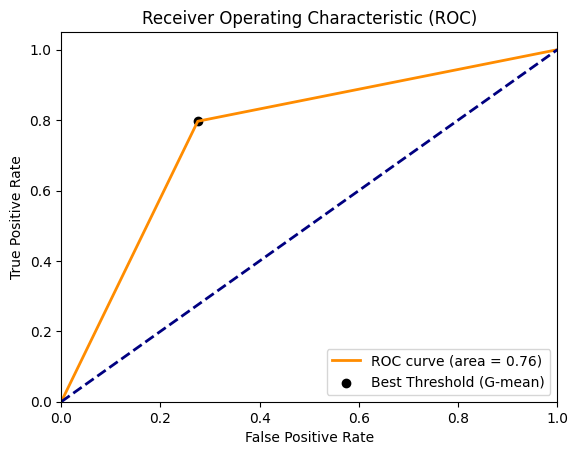 Receiver Operating Characteristic (ROC)
True Positive Rate
1.0
0.8
0.6
0.4
0.2
0.0
ROC curve (area = 0.76)
Best Threshold (G-mean)
0.0 0.2 0.4 0.6 0.8 1.0
False Positive Rate